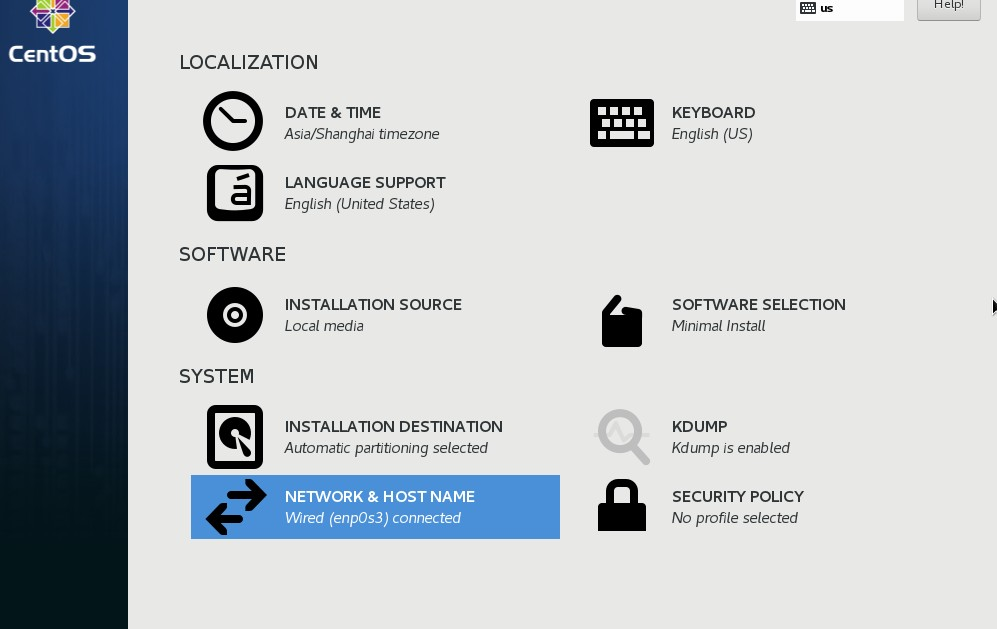 us
Help!
CentOS
LOCALIZATION
DATE & TIME
Asia/Shanghai timezone
KEYBOARD
English (US)
LANGUAGE SUPPORT
English (United States)
SOFTWARE
INSTALLATION SOURCE
Local media
SOFTWARE SELECTION
Minimal Install
SYSTEM
INSTALLATION DESTINATION
Automatic partitioning selected
KDUMP
Kdump is enabled
NETWORK & HOST NAME
Wired (enp0s3) connected
SECURITY POLICY
No profile selected